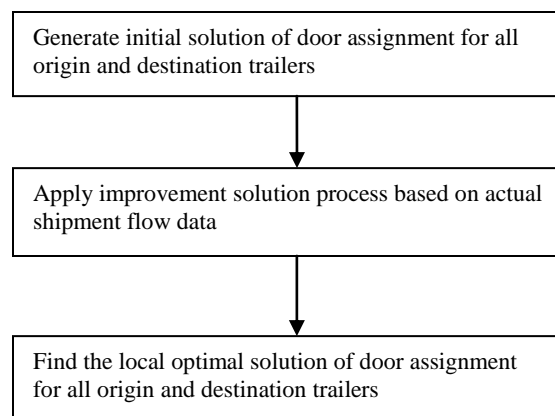 Generate initial solution of door assignment for all
origin and destination trailers
Apply improvement solution process based on actual
shipment flow data
Find the local optimal solution of door assignment
for all origin and destination trailers